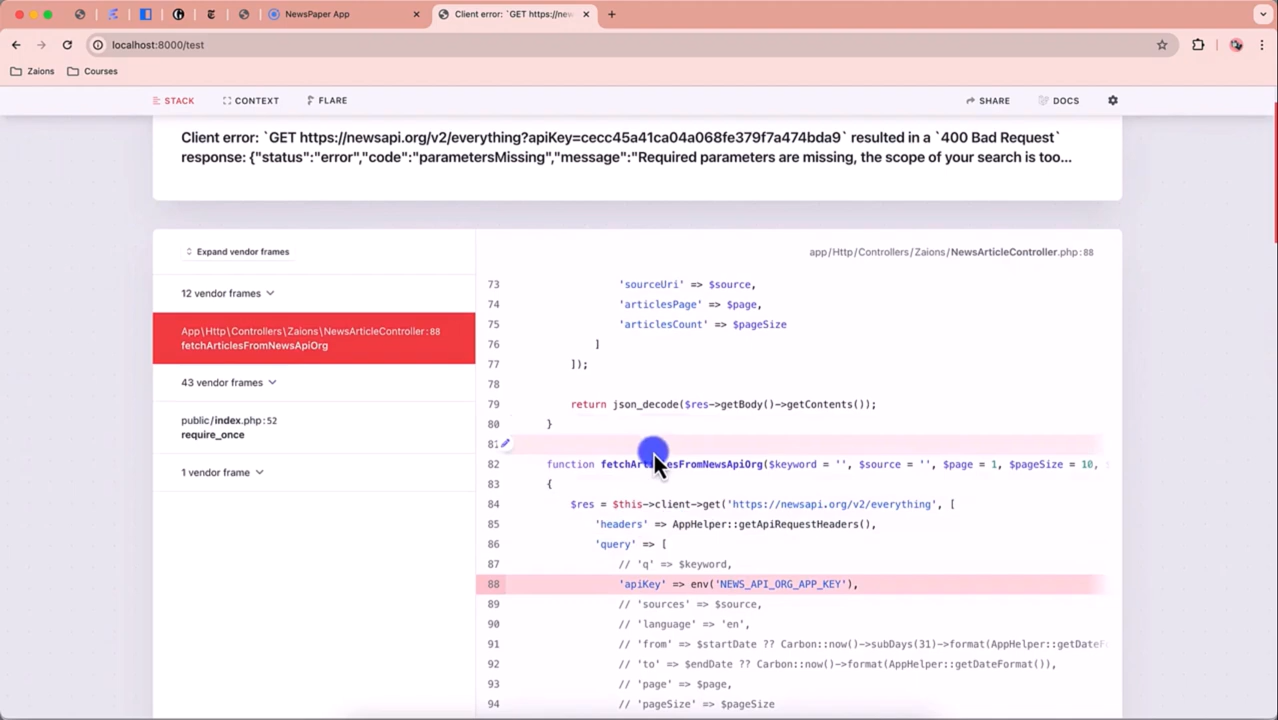 NewsPaper App
Client error: `GET https://new
localhost:8000/test
Zaions
Courses
STACK
CONTEXT
FLARE
SHARE
DOCS
Client error: `GET https://newsapi.org/v2/everything?apiKey=cecc45a41ca04a068fe379f7a474bda9` resulted in a `400 Bad Request`
response: {"status":"error","code":"parametersMissing","message":"Required parameters are missing, the scope of your search is too...
Expand vendor frames
12 vendor frames
App\Http\Controllers\Zaions\NewsArticleController:88
fetchArticlesFromNewsApiOrg
43 vendor frames
public/index.php:52
require_once
1 vendor frame
app/Http/Controllers/Zaions/NewsArticleController.php:88
73 'sourceUri' => $source,
74 'articlesPage' => $page,
75 'articlesCount' => $pageSize
76 ]
77 ]);
78
79 return json_decode($res->getBody()->getContents());
80 }
81
82 function fetchArticlesFromNewsApiOrg($keyword = '', $source = '', $page = 1, $pageSize = 10,
83 {
84 $res = $this->client->get('https://newsapi.org/v2/everything', [
85 'headers' => AppHelper::getApiRequestHeaders(),
86 'query' => [
87 // 'q' => $keyword,
88 'apiKey' => env('NEWS_API_ORG_APP_KEY'),
89 // 'sources' => $source,
90 // 'language' => 'en',
91 // 'from' => $startDate ?? Carbon::now()->subDays(31)->format(AppHelper::getDateFo
92 // 'to' => $endDate ?? Carbon::now()->format(AppHelper::getDateFormat()),
93 // 'page' => $page,
94 // 'pageSize' => $pageSize